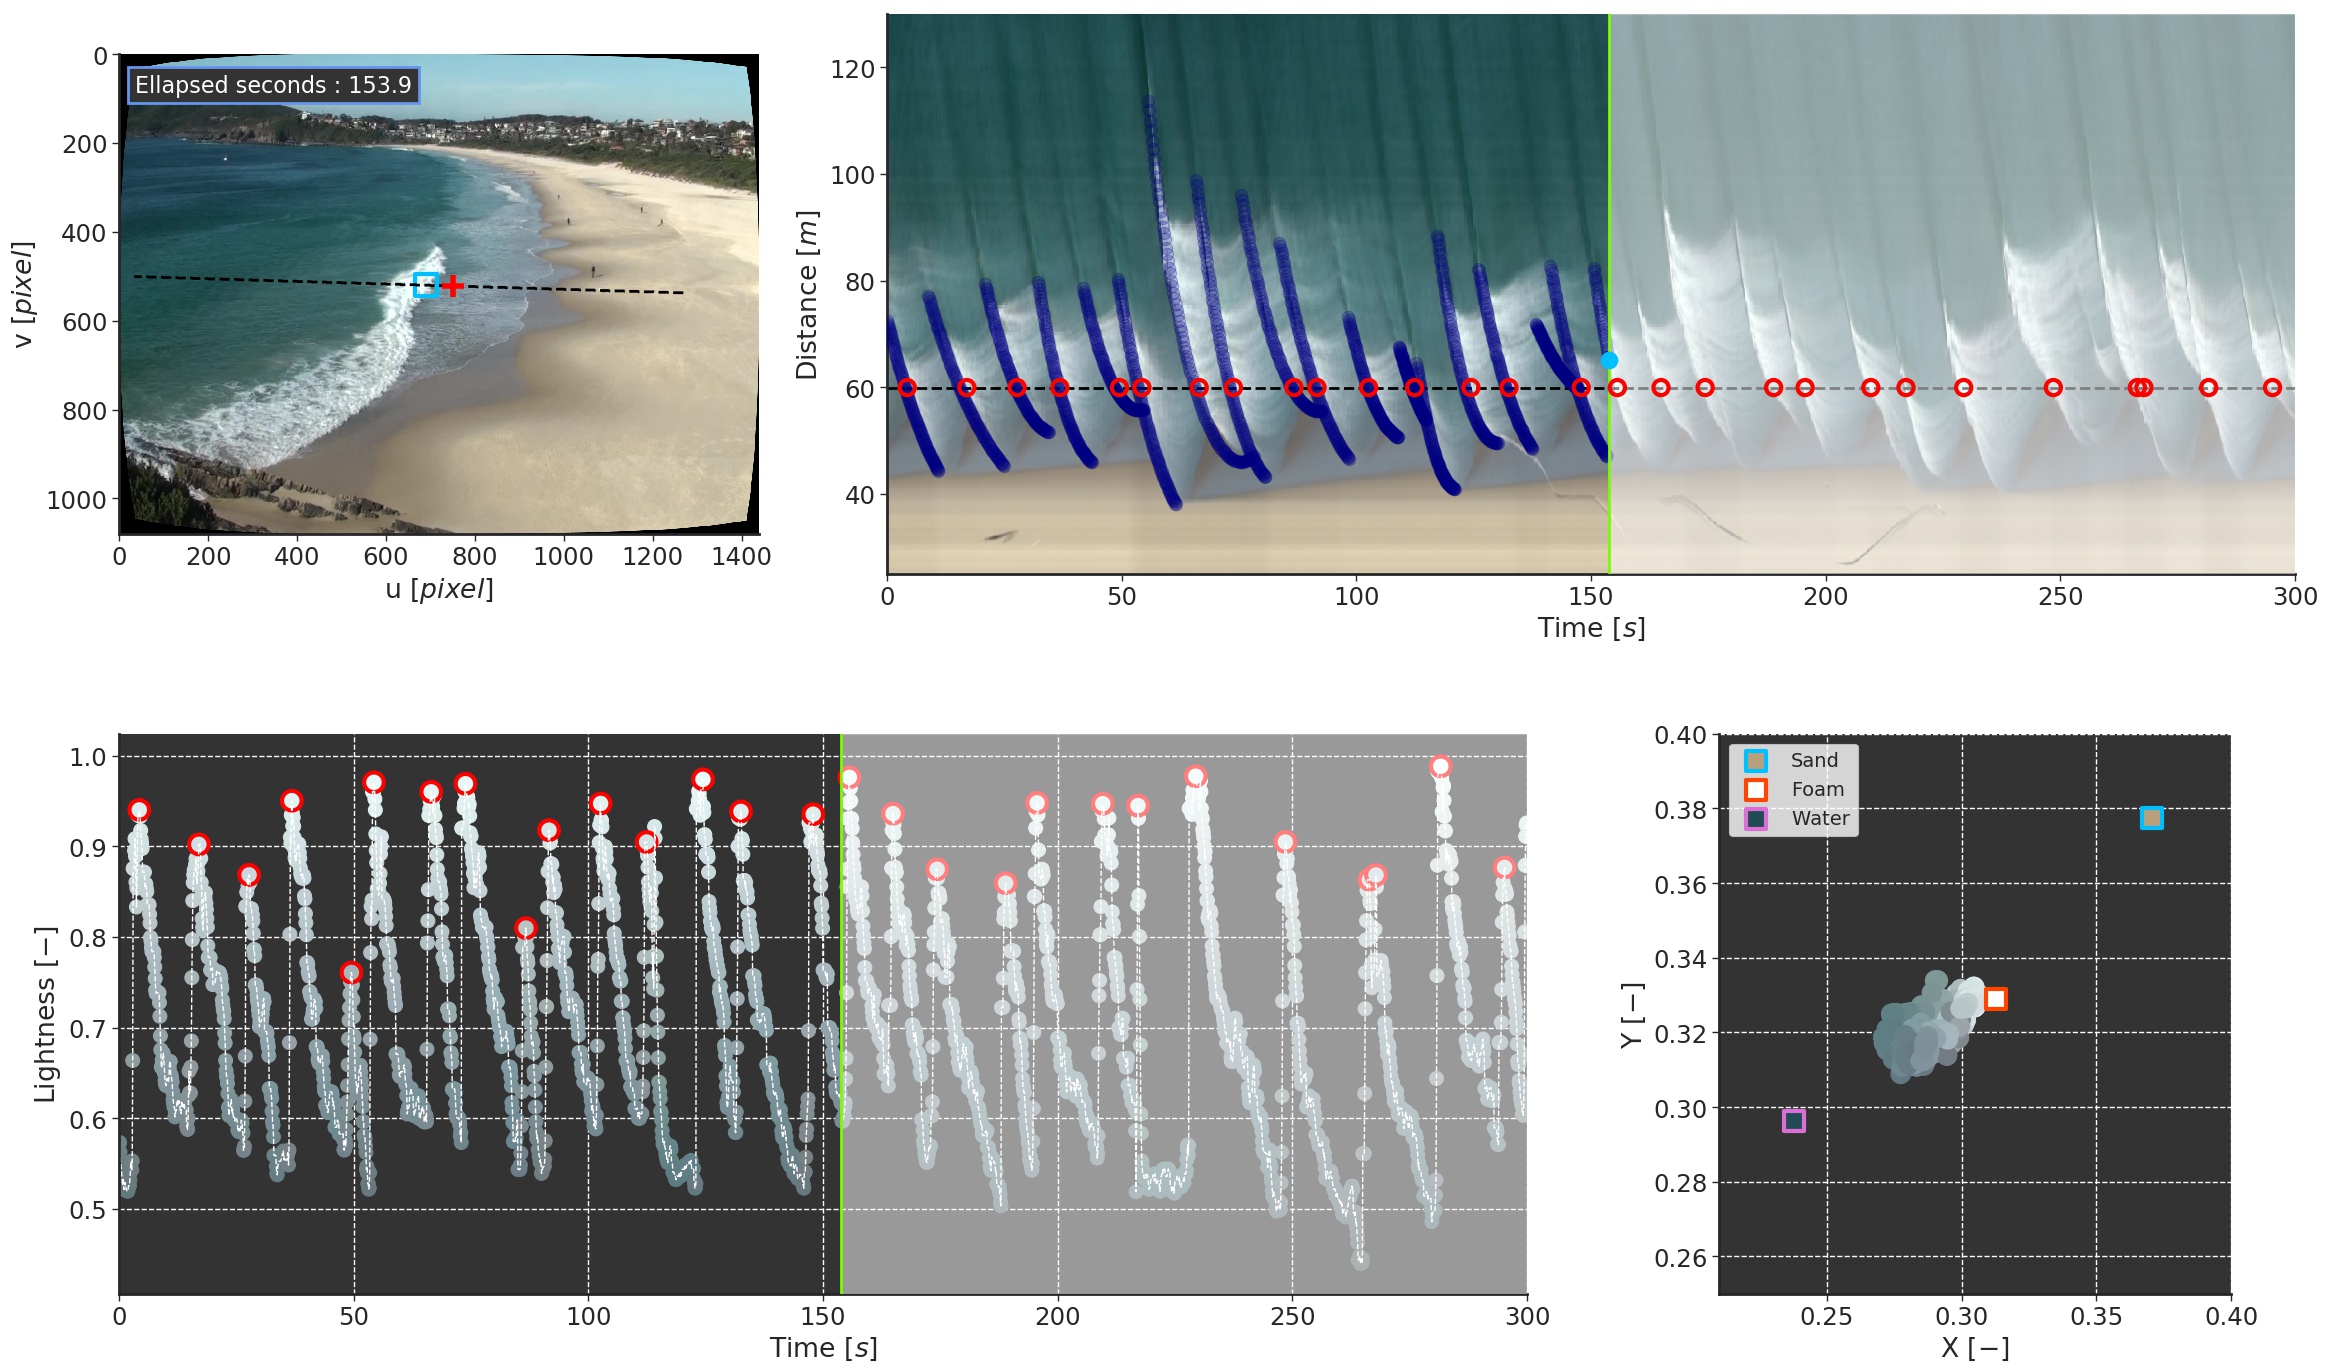 Ellapsed seconds : 153.9
0
200
400
600
800
1000
v [pixel]
0 200 400 600 800 1000 1200 1400
u [pixel]
120
100
80
60
40
Distance [m]
0 50 100 150 200 250 300
Time [s]
1.0
0.9
0.8
0.7
0.6
0.5
Lightness [−]
0 50 100 150 200 250 300
Time [s]
Sand
Foam
Water
0.40
0.38
0.36
0.34
0.32
0.30
0.28
0.26
Y [−]
0.25 0.30 0.35 0.40
X [−]